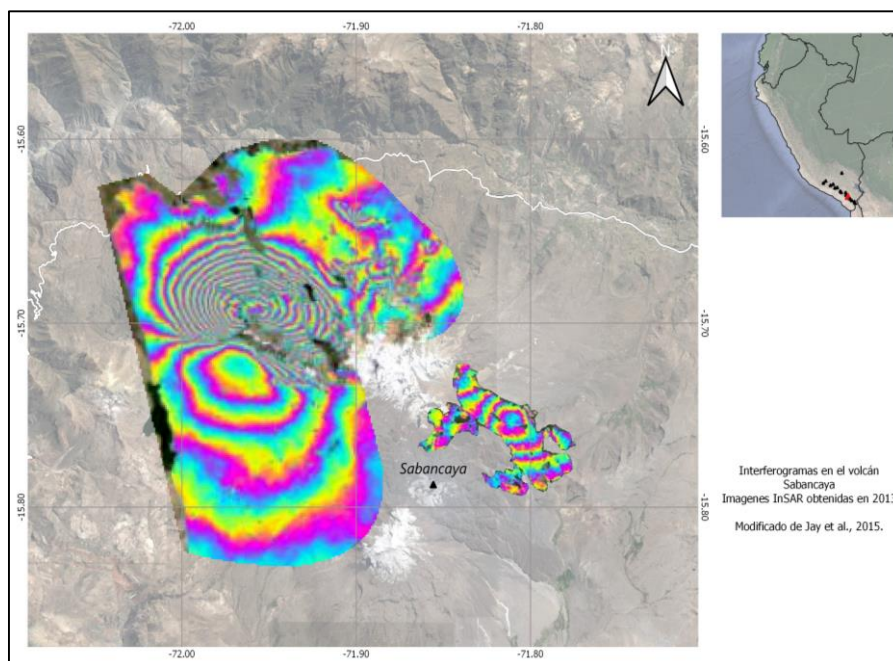 -72.00 -71.90 -71.80
N
-15.60 -15.60
-15.70 -15.70
Sabancaya
-15.80 -15.80
-72.00 -71.90 -71.80
Interferogramas en el volcán
Sabancaya
Imagenes InSAR obtenidas en 2013
Modificado de Jay et al., 2015.